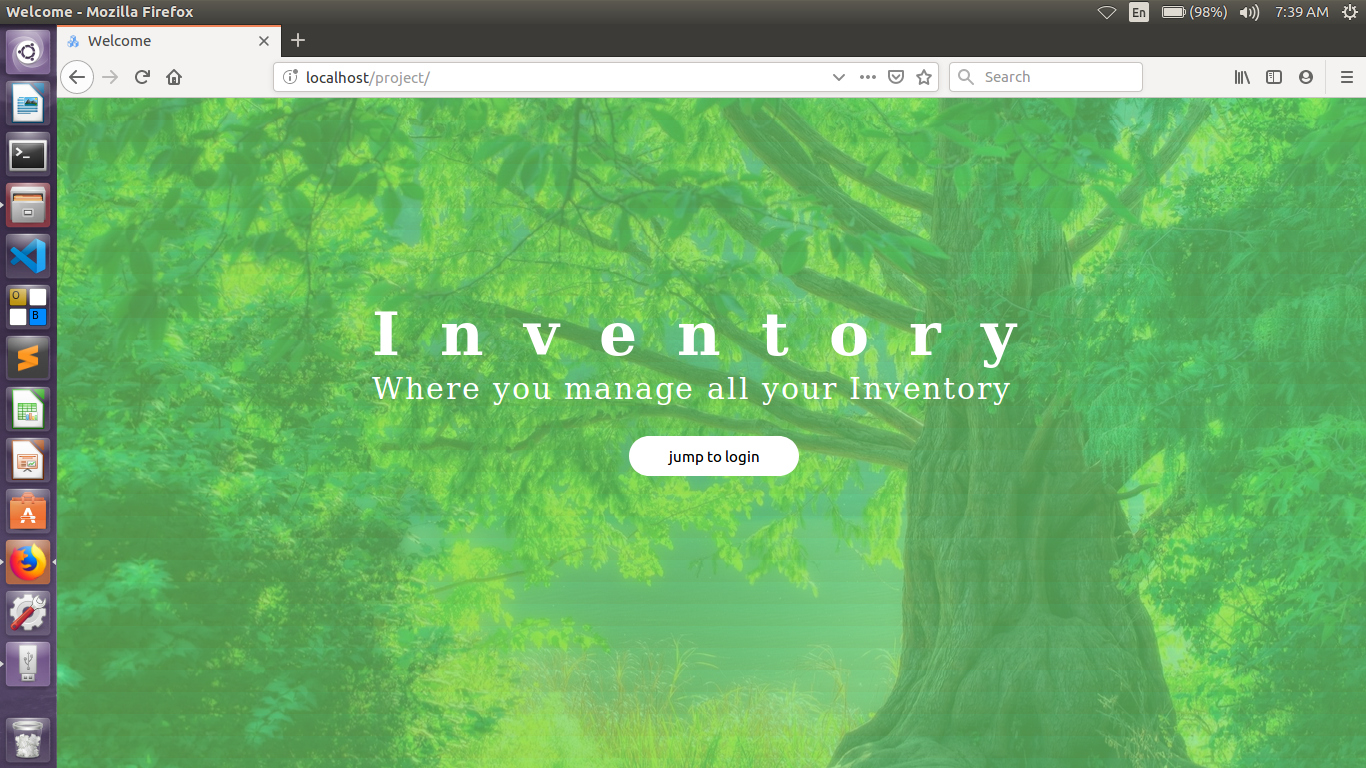 Welcome - Mozilla Firefox
En
(98%)
7:39 AM
Welcome
localhost/project/
Search
O
B
Inventory
Where you manage all your Inventory
jump to login